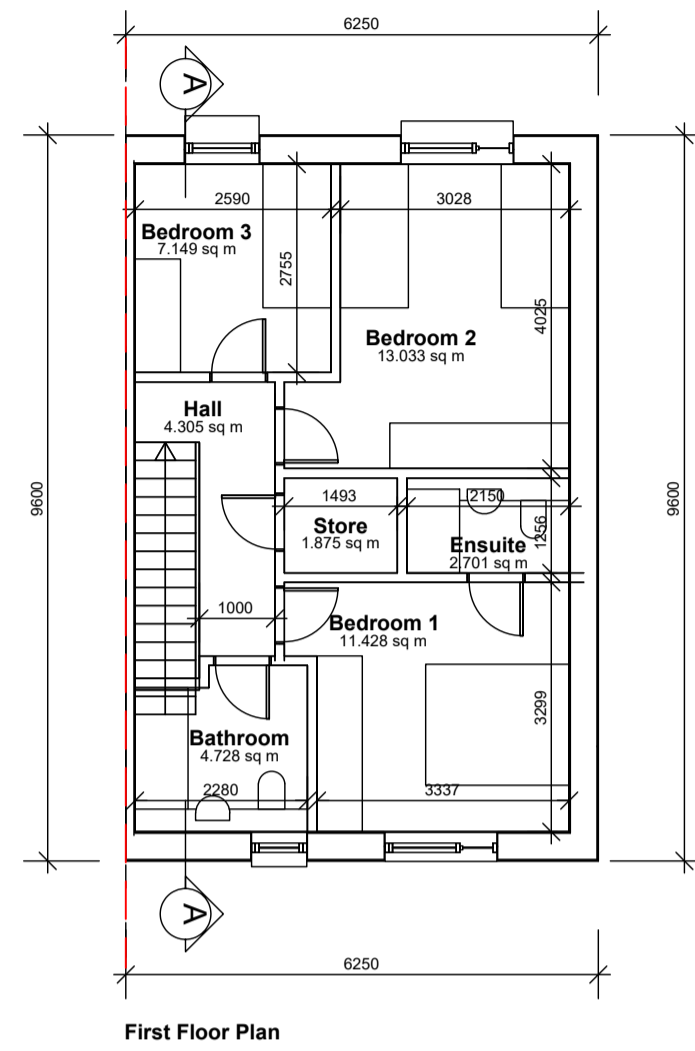 6250
A
2590
3028
Bedroom 3
7.149 sq m
2755
4025
Bedroom 2
13.033 sq m
Hall
4.305 sq m
9600
9600
1493
2150
Store
1.875 sq m
1256
Ensuite
2.701 sq m
1000
Bedroom 1
11.428 sq m
3299
Bathroom
4.728 sq m
2280
3337
A
6250
First Floor Plan